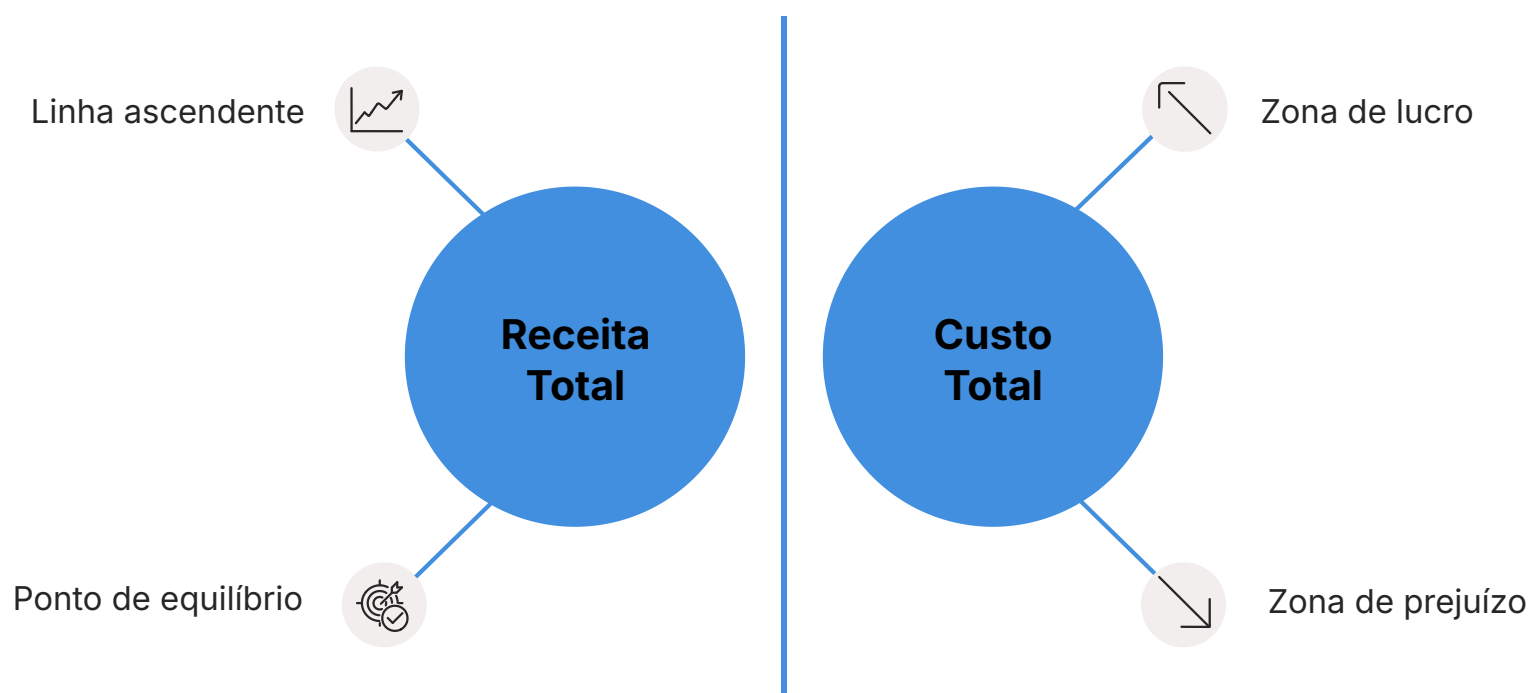 Linha ascendente
Receita
Total
Ponto de equilíbrio
Zona de lucro
Custo
Total
Zona de prejuízo